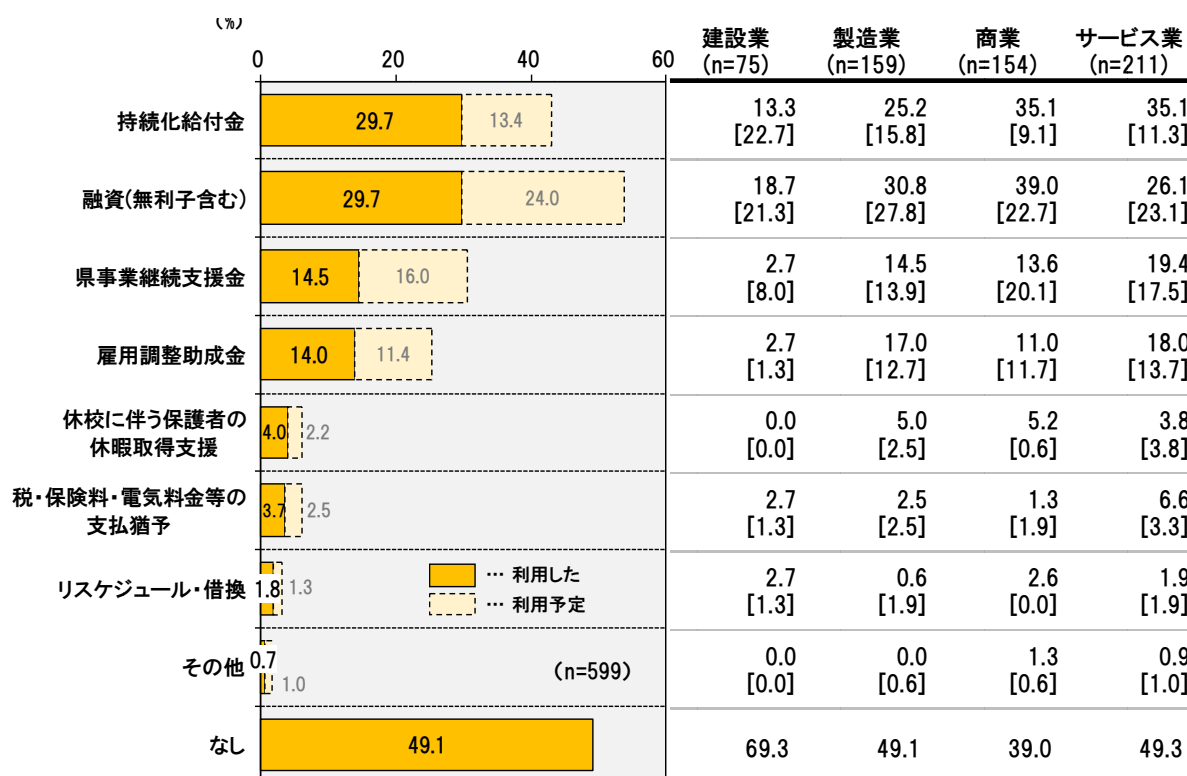 (%)
0 20 40 60
建設業 製造業 商業 サービス業
(n=75) (n=159) (n=154) (n=211)
持続化給付金 29.7 13.4 13.3 25.2 35.1 35.1
[22.7] [15.8] [9.1] [11.3]
融資(無利子含む) 29.7 24.0 18.7 30.8 39.0 26.1
[21.3] [27.8] [22.7] [23.1]
県事業継続支援金 14.5 16.0 2.7 14.5 13.6 19.4
[8.0] [13.9] [20.1] [17.5]
雇用調整助成金 14.0 11.4 2.7 17.0 11.0 18.0
[1.3] [12.7] [11.7] [13.7]
休校に伴う保護者の 4.0 2.2 0.0 5.0 5.2 3.8
休暇取得支援 [0.0] [2.5] [0.6] [3.8]
税・保険料・電気料金等の 3.7 2.5 2.7 2.5 1.3 6.6
支払猶予 [1.3] [2.5] [1.9] [3.3]
リスケジュール・借換 1.8 1.3 … 利用した 2.7 0.6 2.6 1.9
… 利用予定 [1.3] [1.9] [0.0] [1.9]
その他 0.7 (n=599) 0.0 0.0 1.3 0.9
1.0 [0.0] [0.6] [0.6] [1.0]
なし 49.1 69.3 49.1 39.0 49.3